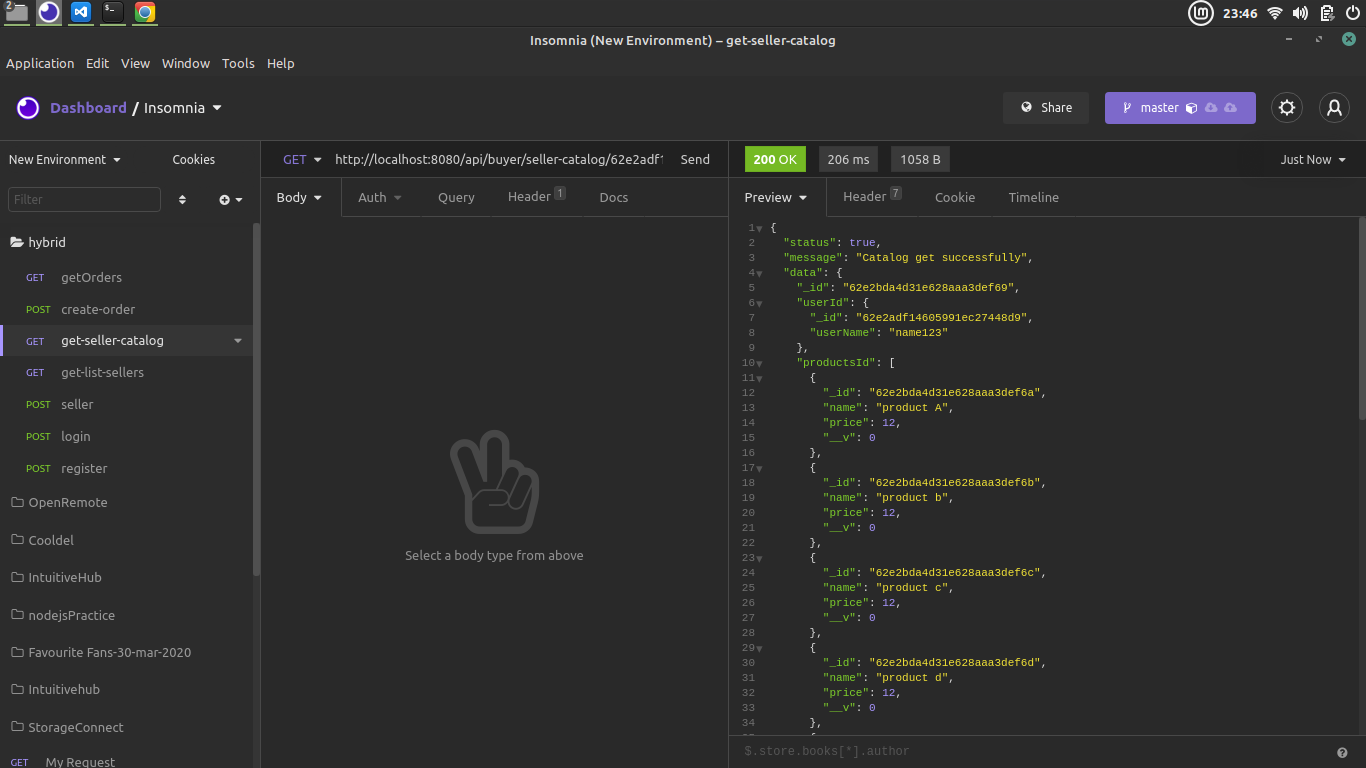 2
23:46
Insomnia (New Environment) – get-seller-catalog
Application Edit View Window Tools Help
Dashboard / Insomnia
Share
master
New Environment
Cookies
Filter
hybrid
GET getOrders
POST create-order
GET get-seller-catalog
GET get-list-sellers
POST seller
POST login
POST register
OpenRemote
Cooldel
IntuitiveHub
nodejsPractice
Favourite Fans-30-mar-2020
Intuitivehub
StorageConnect
GET My Request
GET http://localhost:8080/api/buyer/seller-catalog/62e2adf1 Send
Body Auth Query Header 1 Docs
Select a body type from above
200 OK 206 ms 1058 B Just Now
Preview Header 7 Cookie Timeline
1 {
2 "status": true,
3 "message": "Catalog get successfully",
4 "data": {
5 "_id": "62e2bda4d31e628aaa3def69",
6 "userId": {
7 "_id": "62e2adf14605991ec27448d9",
8 "userName": "name123"
9 },
10 "productsId": [
11 {
12 "_id": "62e2bda4d31e628aaa3def6a",
13 "name": "product A",
14 "price": 12,
15 "__v": 0
16 },
17 {
18 "_id": "62e2bda4d31e628aaa3def6b",
19 "name": "product b",
20 "price": 12,
21 "__v": 0
22 },
23 {
24 "_id": "62e2bda4d31e628aaa3def6c",
25 "name": "product c",
26 "price": 12,
27 "__v": 0
28 },
29 {
30 "_id": "62e2bda4d31e628aaa3def6d",
31 "name": "product d",
32 "price": 12,
33 "__v": 0
34 },
$.store.books[*].author